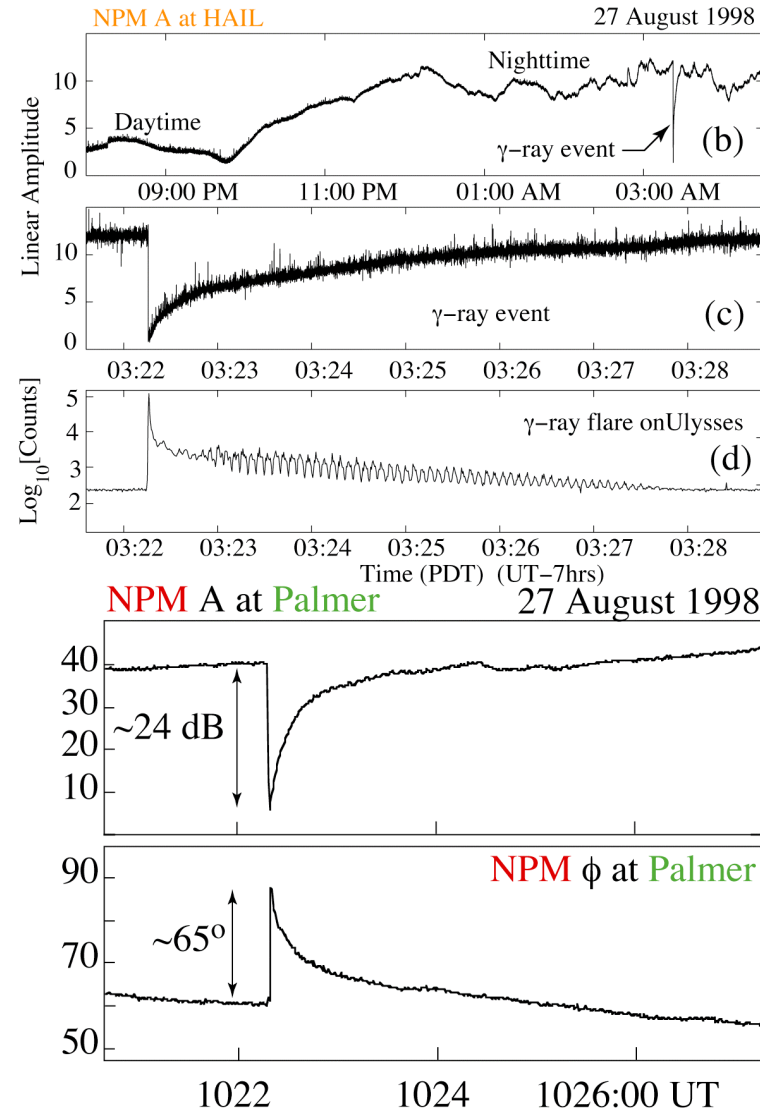 NPM A at HAIL 27 August 1998
Linear Amplitude
10
5
0
Daytime
Nighttime
γ-ray event
(b)
09:00 PM 11:00 PM 01:00 AM 03:00 AM
10
5
0
γ-ray event
(c)
03:22 03:23 03:24 03:25 03:26 03:27 03:28
Log10[Counts]
5
4
3
2
γ-ray flare onUlysses
(d)
03:22 03:23 03:24 03:25 03:26 03:27 03:28
Time (PDT) (UT-7hrs)
NPM A at Palmer 27 August 1998
40
30
20
10
~24 dB
90
70
50
NPM ϕ at Palmer
~65o
1022 1024 1026:00 UT